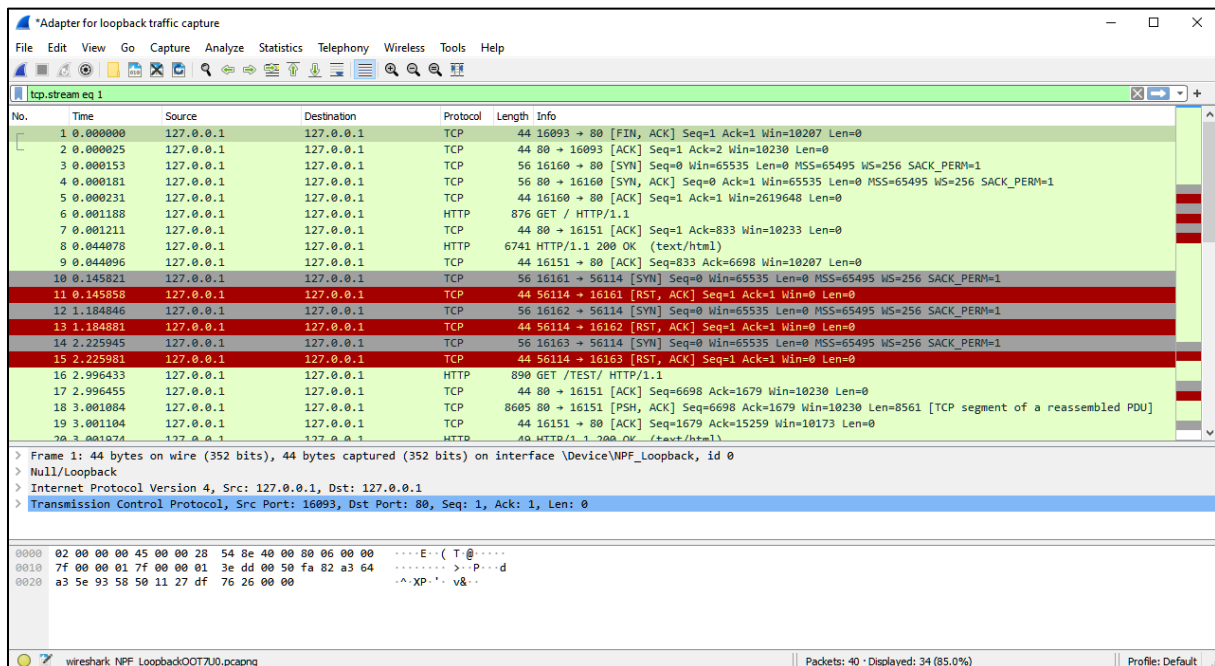 *Adapter for loopback traffic capture
File Edit View Go Capture Analyze Statistics Telephony Wireless Tools Help
tcp.stream eq 1
No. Time Source Destination Protocol Length Info
1 0.000000 127.0.0.1 127.0.0.1 TCP 44 16093 → 80 [FIN, ACK] Seq=1 Ack=1 Win=10207 Len=0
2 0.000025 127.0.0.1 127.0.0.1 TCP 44 80 → 16093 [ACK] Seq=1 Ack=2 Win=10230 Len=0
3 0.000153 127.0.0.1 127.0.0.1 TCP 56 16160 → 80 [SYN] Seq=0 Win=65535 Len=0 MSS=65495 WS=256 SACK_PERM=1
4 0.000181 127.0.0.1 127.0.0.1 TCP 56 80 → 16160 [SYN, ACK] Seq=0 Ack=1 Win=65535 Len=0 MSS=65495 WS=256 SACK_PERM=1
5 0.000231 127.0.0.1 127.0.0.1 TCP 44 16160 → 80 [ACK] Seq=1 Ack=1 Win=2619648 Len=0
6 0.001188 127.0.0.1 127.0.0.1 HTTP 876 GET / HTTP/1.1
7 0.001211 127.0.0.1 127.0.0.1 TCP 44 80 → 16151 [ACK] Seq=1 Ack=833 Win=10233 Len=0
8 0.044078 127.0.0.1 127.0.0.1 HTTP 6741 HTTP/1.1 200 OK (text/html)
9 0.044096 127.0.0.1 127.0.0.1 TCP 44 16151 → 80 [ACK] Seq=833 Ack=6698 Win=10207 Len=0
10 0.145821 127.0.0.1 127.0.0.1 TCP 56 16161 → 56114 [SYN] Seq=0 Win=65535 Len=0 MSS=65495 WS=256 SACK_PERM=1
11 0.145858 127.0.0.1 127.0.0.1 TCP 44 56114 → 16161 [RST, ACK] Seq=1 Ack=1 Win=0 Len=0
12 1.184846 127.0.0.1 127.0.0.1 TCP 56 16162 → 56114 [SYN] Seq=0 Win=65535 Len=0 MSS=65495 WS=256 SACK_PERM=1
13 1.184881 127.0.0.1 127.0.0.1 TCP 44 56114 → 16162 [RST, ACK] Seq=1 Ack=1 Win=0 Len=0
14 2.225945 127.0.0.1 127.0.0.1 TCP 56 16163 → 56114 [SYN] Seq=0 Win=65535 Len=0 MSS=65495 WS=256 SACK_PERM=1
15 2.225981 127.0.0.1 127.0.0.1 TCP 44 56114 → 16163 [RST, ACK] Seq=1 Ack=1 Win=0 Len=0
16 2.996433 127.0.0.1 127.0.0.1 HTTP 890 GET /TEST/ HTTP/1.1
17 2.996455 127.0.0.1 127.0.0.1 TCP 44 80 → 16151 [ACK] Seq=6698 Ack=1679 Win=10230 Len=0
18 3.001084 127.0.0.1 127.0.0.1 TCP 8605 80 → 16151 [PSH, ACK] Seq=6698 Ack=1679 Win=10230 Len=8561 [TCP segment of a reassembled PDU]
19 3.001104 127.0.0.1 127.0.0.1 TCP 44 16151 → 80 [ACK] Seq=1679 Ack=15259 Win=10173 Len=0
20 3.001974 127.0.0.1 127.0.0.1 HTTP 49 HTTP/1.1 200 OK (text/html)
> Frame 1: 44 bytes on wire (352 bits), 44 bytes captured (352 bits) on interface \Device\NPF_Loopback, id 0
> Null/Loopback
> Internet Protocol Version 4, Src: 127.0.0.1, Dst: 127.0.0.1
> Transmission Control Protocol, Src Port: 16093, Dst Port: 80, Seq: 1, Ack: 1, Len: 0
0000 02 00 00 00 45 00 00 28 54 8e 40 00 80 06 00 00 ····E··( T·@·····
0010 7f 00 00 01 7f 00 00 01 3e dd 00 50 fa 82 a3 64 ········ >··P···d
0020 a3 5e 93 58 50 11 27 df 76 26 00 00 ·^·XP·'· v&··
wireshark_NPF_LoopbackOOT7U0.pcapng Packets: 40 · Displayed: 34 (85.0%) Profile: Default